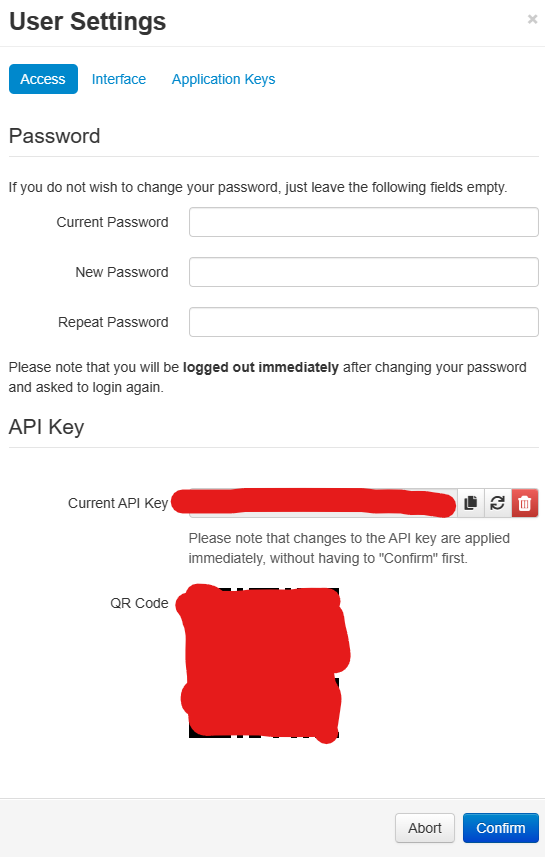 User Settings
×
Access Interface Application Keys
Password
If you do not wish to change your password, just leave the following fields empty.
Current Password
New Password
Repeat Password
Please note that you will be logged out immediately after changing your password
and asked to login again.
API Key
Current API Key
Please note that changes to the API key are applied
immediately, without having to "Confirm" first.
QR Code
Abort Confirm